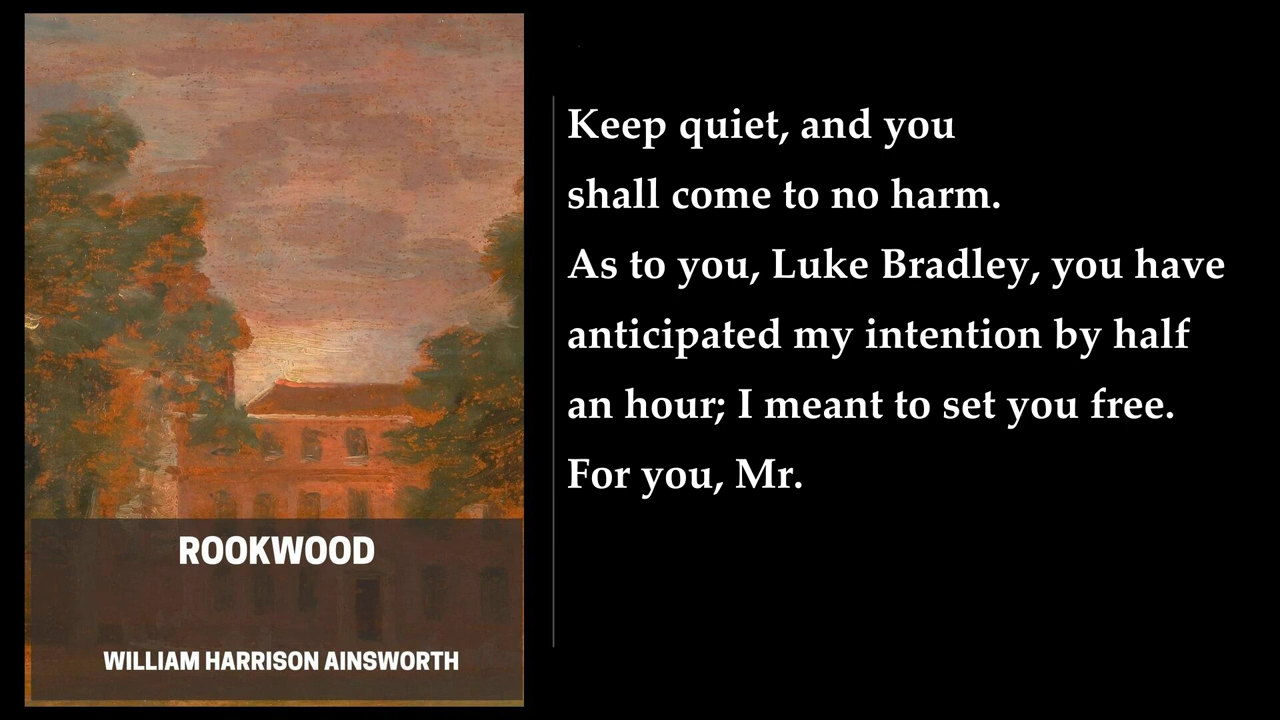 ROOKWOOD
WILLIAM HARRISON AINSWORTH
Keep quiet, and you
shall come to no harm.
As to you, Luke Bradley, you have
anticipated my intention by half
an hour; I meant to set you free.
For you, Mr.